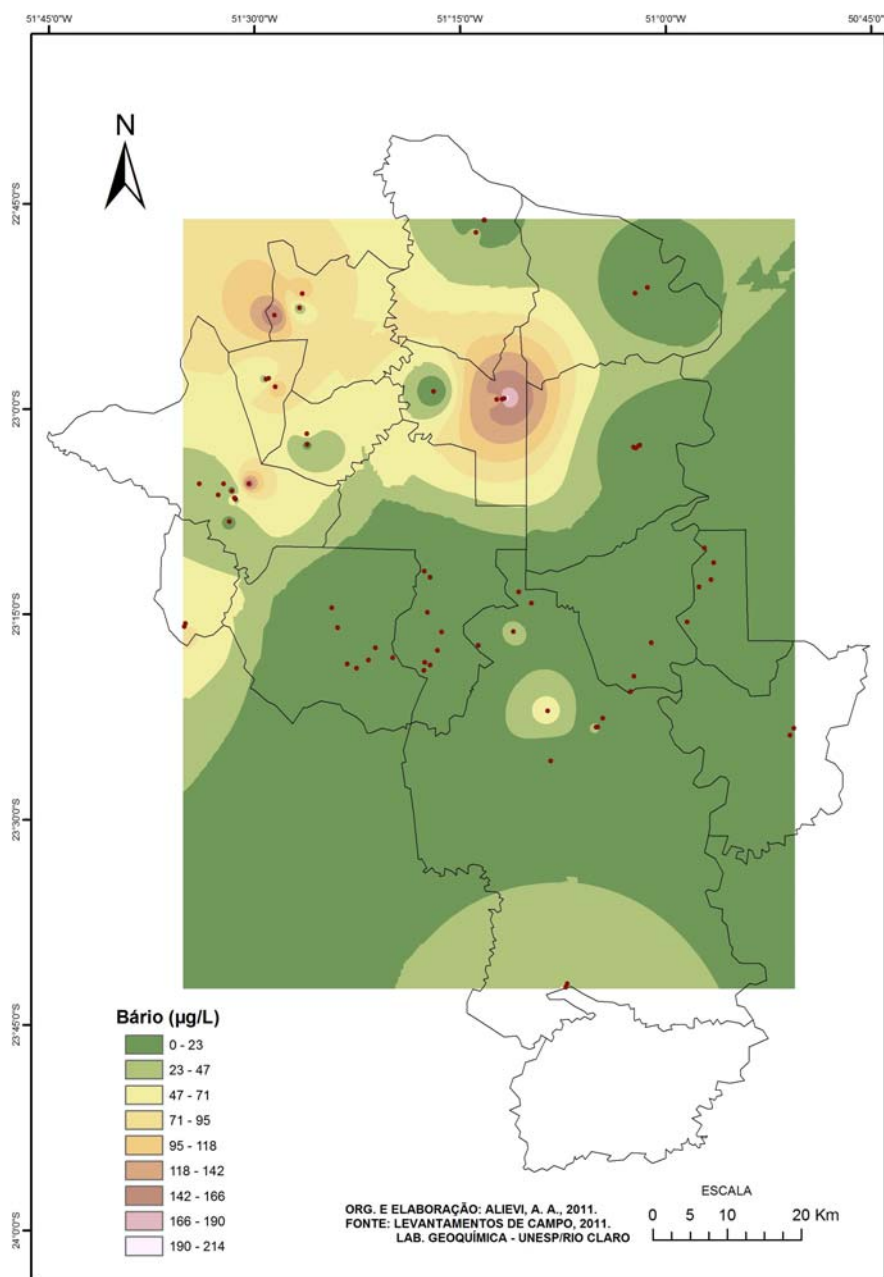 51°45'0"W 51°30'0"W 51°15'0"W 51°0'0"W 50°45'0"W
N
22°45'0"S
23°0'0"S
23°15'0"S
23°30'0"S
23°45'0"S
24°0'0"S
Bário (µg/L)
0 - 23
23 - 47
47 - 71
71 - 95
95 - 118
118 - 142
142 - 166
166 - 190
190 - 214
ORG. E ELABORAÇÃO: ALIEVI, A. A., 2011.
FONTE: LEVANTAMENTOS DE CAMPO, 2011.
LAB. GEOQUÍMICA - UNESP/RIO CLARO
ESCALA
0 5 10 20 Km